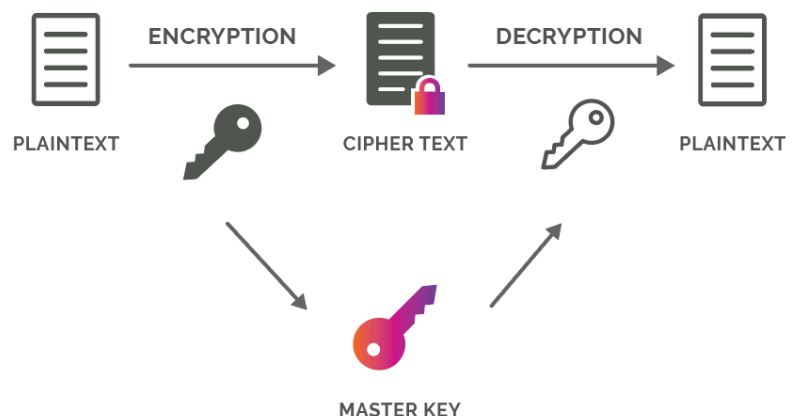 ENCRYPTION
DECRYPTION
PLAINTEXT
CIPHER TEXT
PLAINTEXT
MASTER KEY